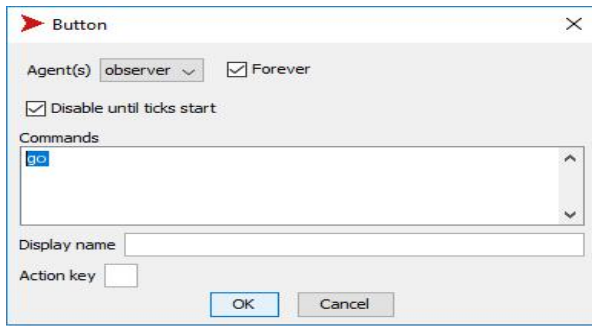 Button
Agent(s) observer Forever
Disable until ticks start
Commands
go
Display name
Action key
OK Cancel